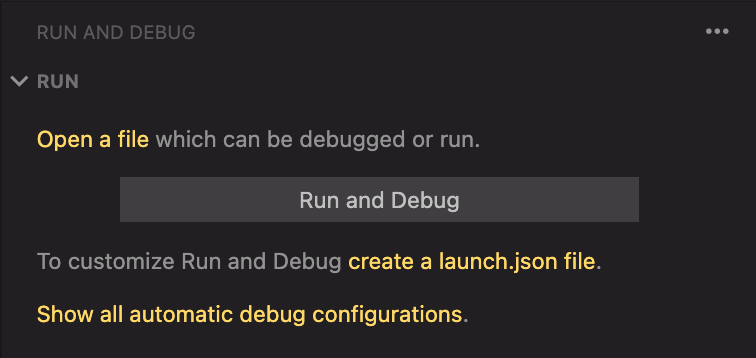 RUN AND DEBUG
RUN
Open a file which can be debugged or run.
Run and Debug
To customize Run and Debug create a launch.json file.
Show all automatic debug configurations.